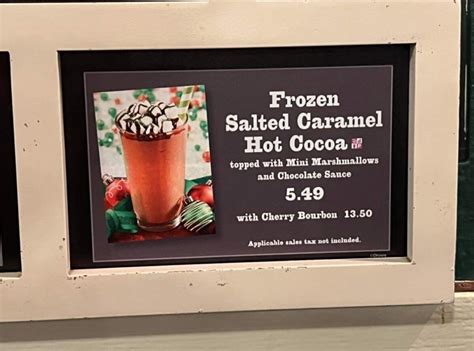 Frozen
Salted Caramel
Hot Cocoa
topped with Mini Marshmallows
and Chocolate Sauce
5.49
with Cherry Bourbon 13.50
Applicable sales tax not included.
©Disney